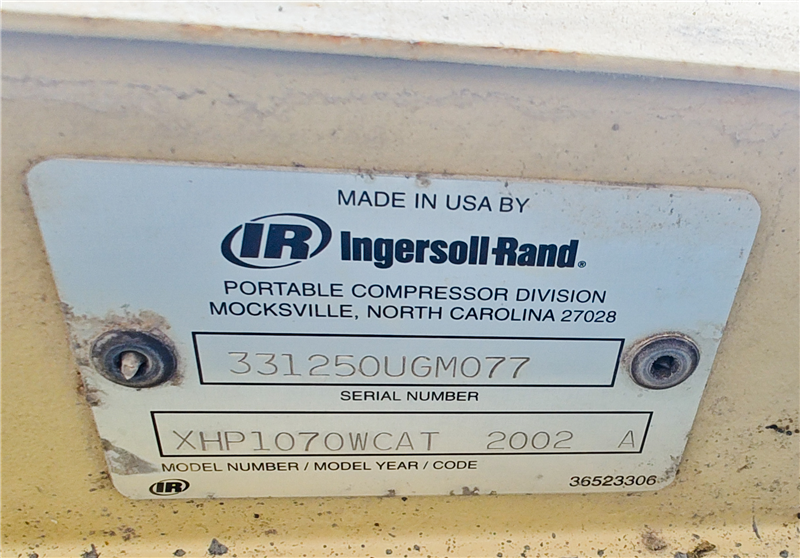 MADE IN USA BY
IR Ingersoll-Rand®
PORTABLE COMPRESSOR DIVISION
MOCKSVILLE, NORTH CAROLINA 27028
331250UGM077
SERIAL NUMBER
XHP1070WCAT 2002 A
MODEL NUMBER / MODEL YEAR / CODE
IR 36523306